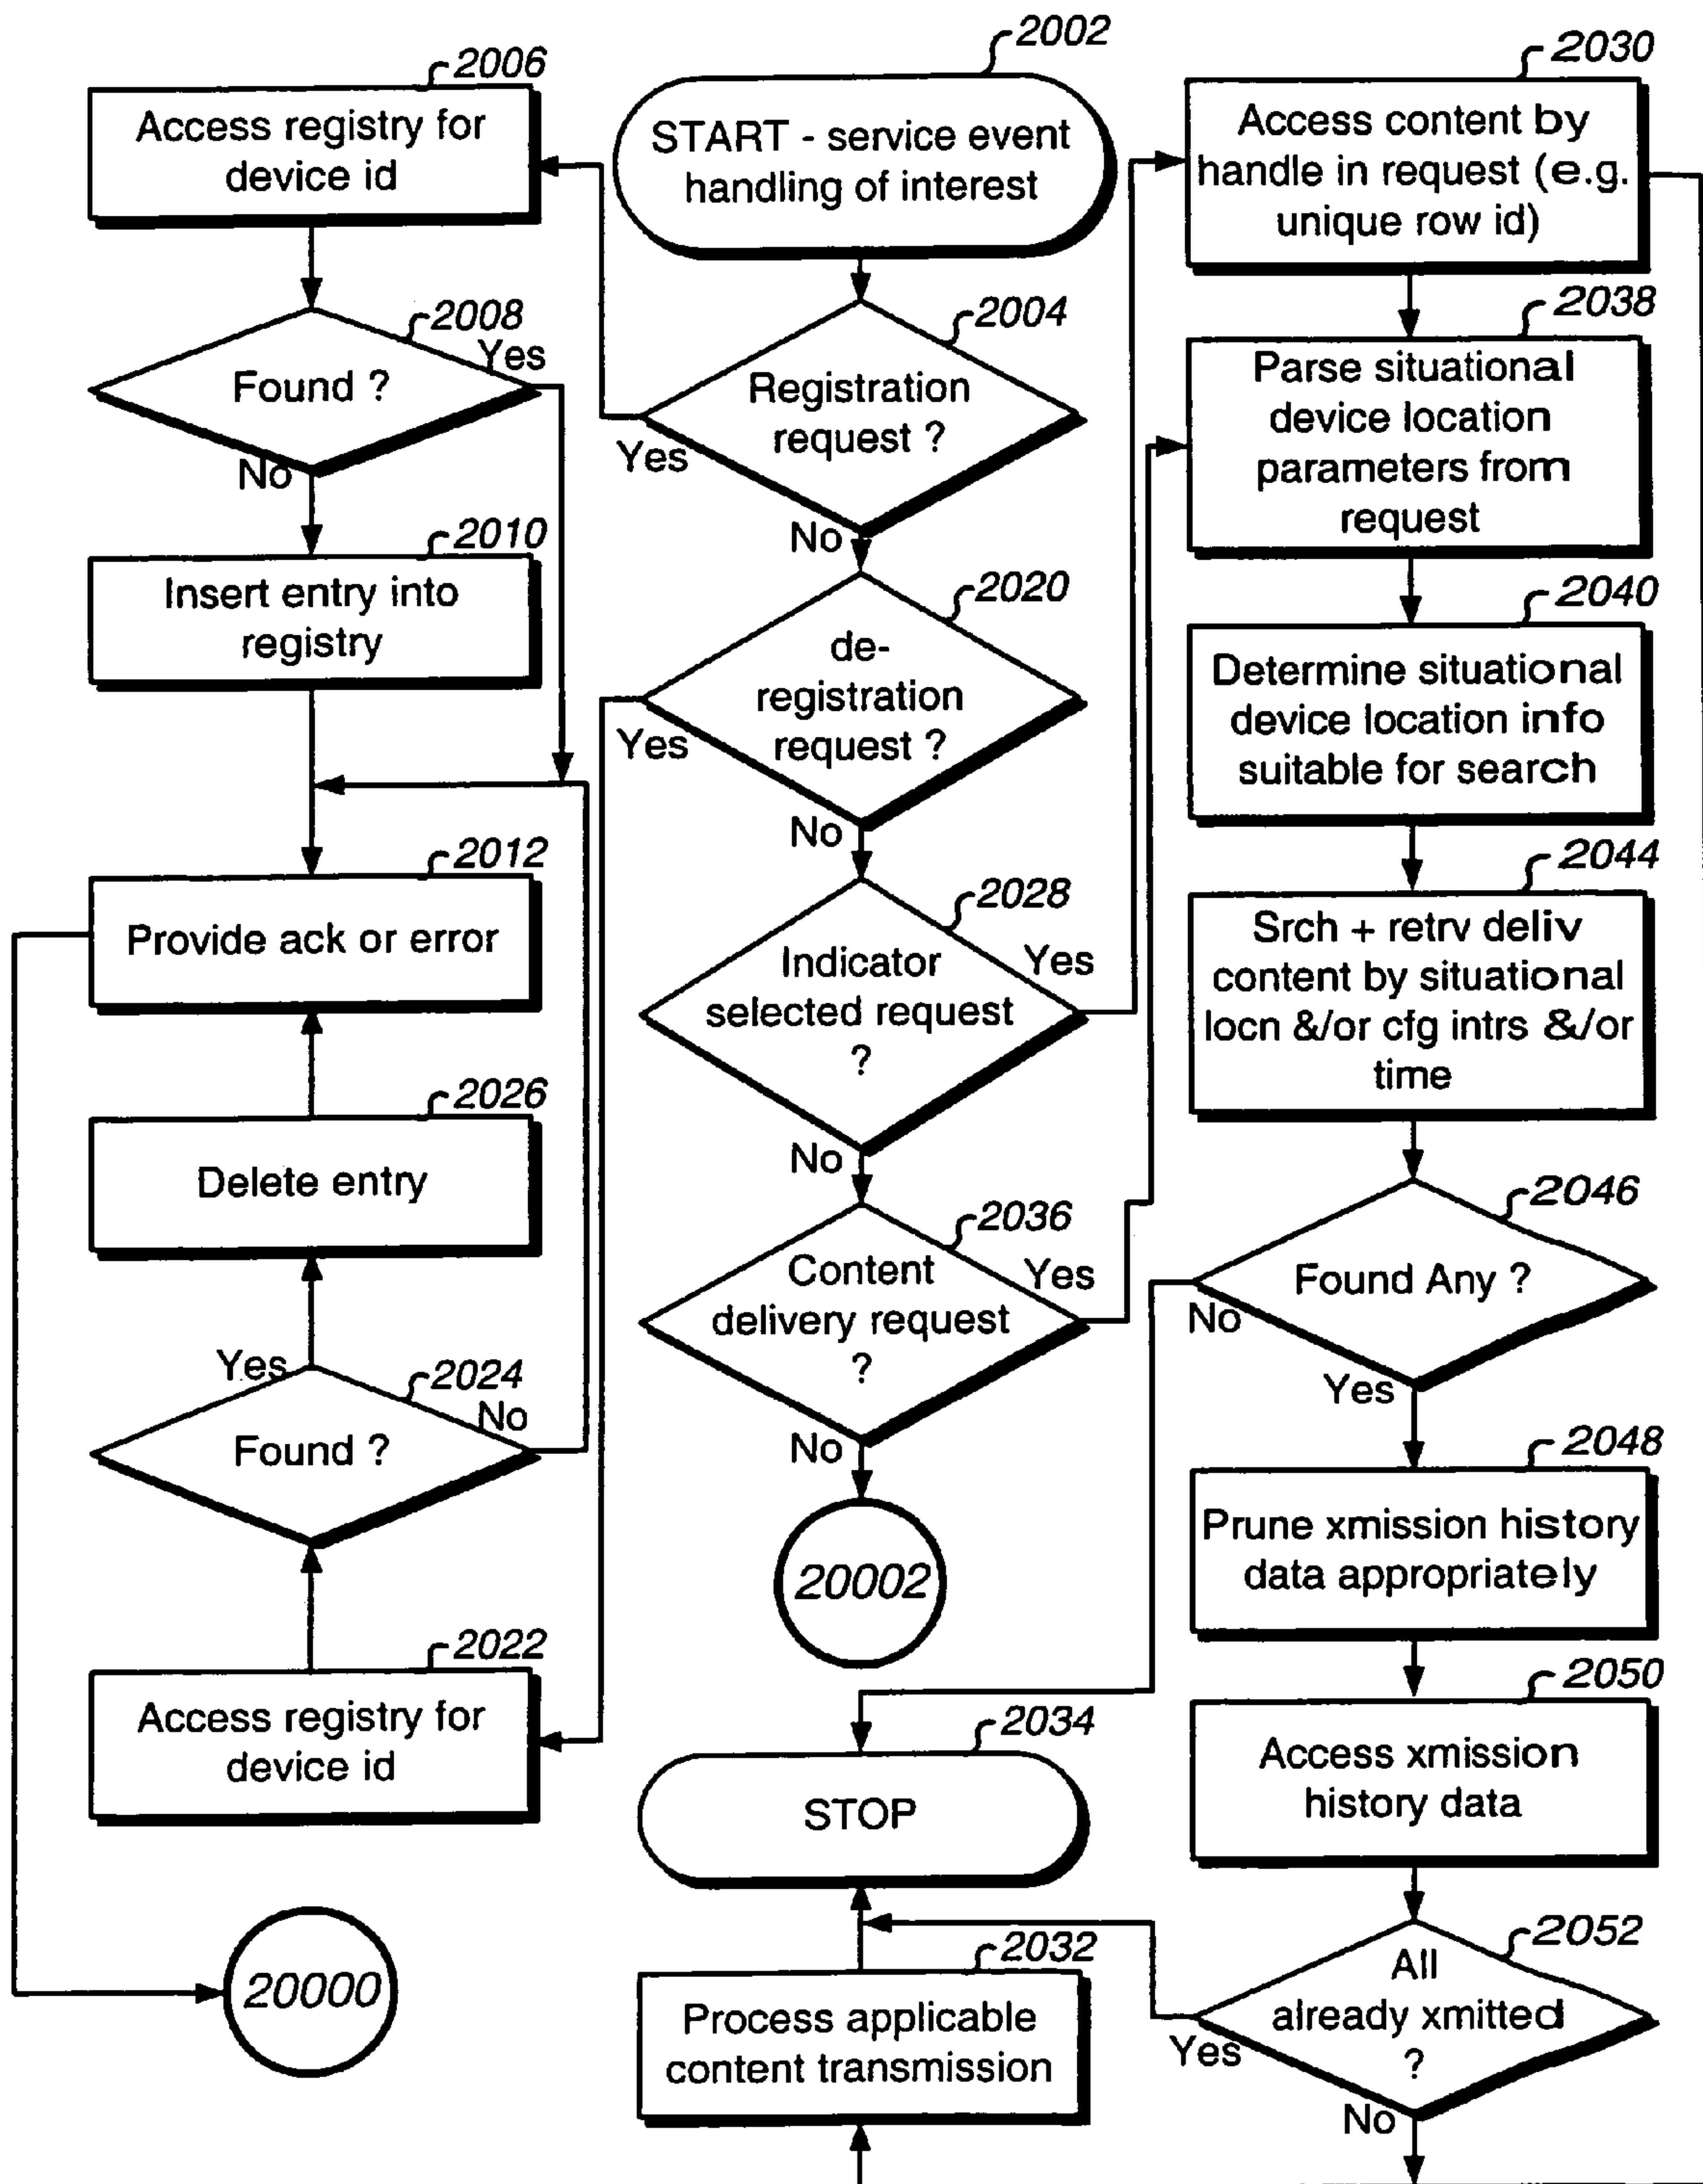 2006
Access registry for
device id
2008
Found ?
Yes
No
2010
Insert entry into
registry
2012
Provide ack or error
2026
Delete entry
Yes
2024
No
Found ?
2022
Access registry for
device id
20000
2002
START - service event
handling of interest
2004
Registration
request ?
Yes
No
2020
de-
registration
request ?
Yes
No
2028
Indicator
selected request
?
Yes
No
2036
Content
delivery request
?
Yes
No
20002
2034
STOP
2032
Process applicable
content transmission
2030
Access content by
handle in request (e.g.
unique row id)
2038
Parse situational
device location
parameters from
request
2040
Determine situational
device location info
suitable for search
2044
Srch + retrv deliv
content by situational
locn &/or cfg intrs &/or
time
2046
Found Any ?
No
Yes
2048
Prune xmission history
data appropriately
2050
Access xmission
history data
2052
All
already xmitted
?
Yes
No